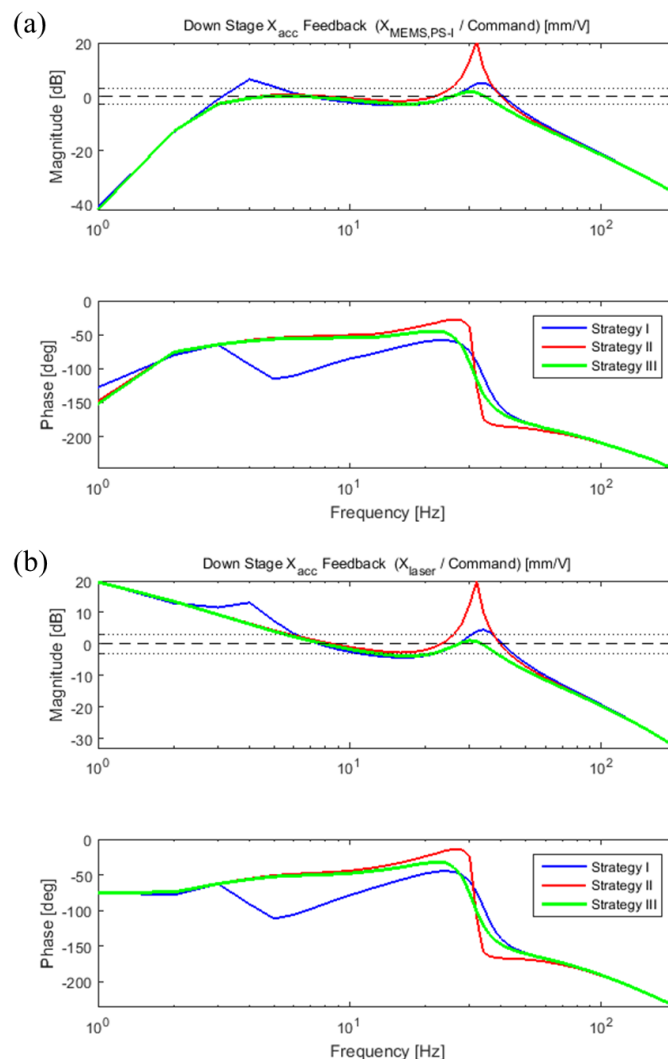 (a)
Down Stage X_acc Feedback (X_MEMS,PS-I / Command) [mm/V]
Magnitude [dB]
20
0
-20
-40
10^0
10^1
10^2
Phase [deg]
0
-50
-100
-150
-200
Strategy I
Strategy II
Strategy III
10^0
10^1
10^2
Frequency [Hz]
(b)
Down Stage X_acc Feedback (X_laser / Command) [mm/V]
Magnitude [dB]
20
10
0
-10
-20
-30
10^0
10^1
10^2
Phase [deg]
0
-50
-100
-150
-200
Strategy I
Strategy II
Strategy III
10^0
10^1
10^2
Frequency [Hz]